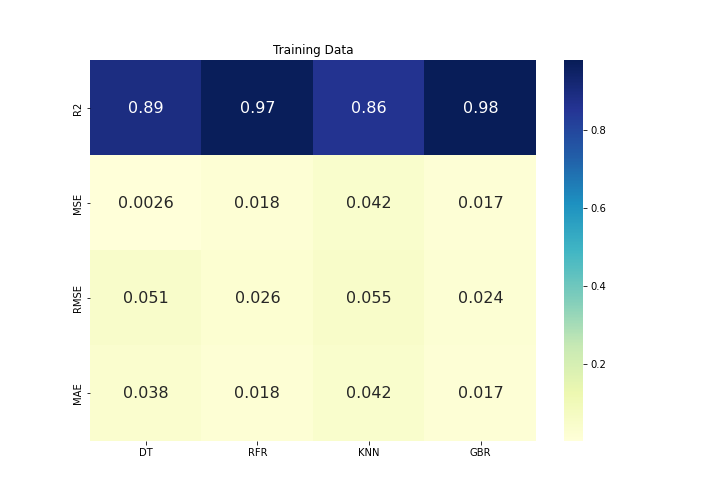 Training Data
R2 0.89 0.97 0.86 0.98
MSE 0.0026 0.018 0.042 0.017
RMSE 0.051 0.026 0.055 0.024
MAE 0.038 0.018 0.042 0.017
DT RFR KNN GBR
0.8
0.6
0.4
0.2